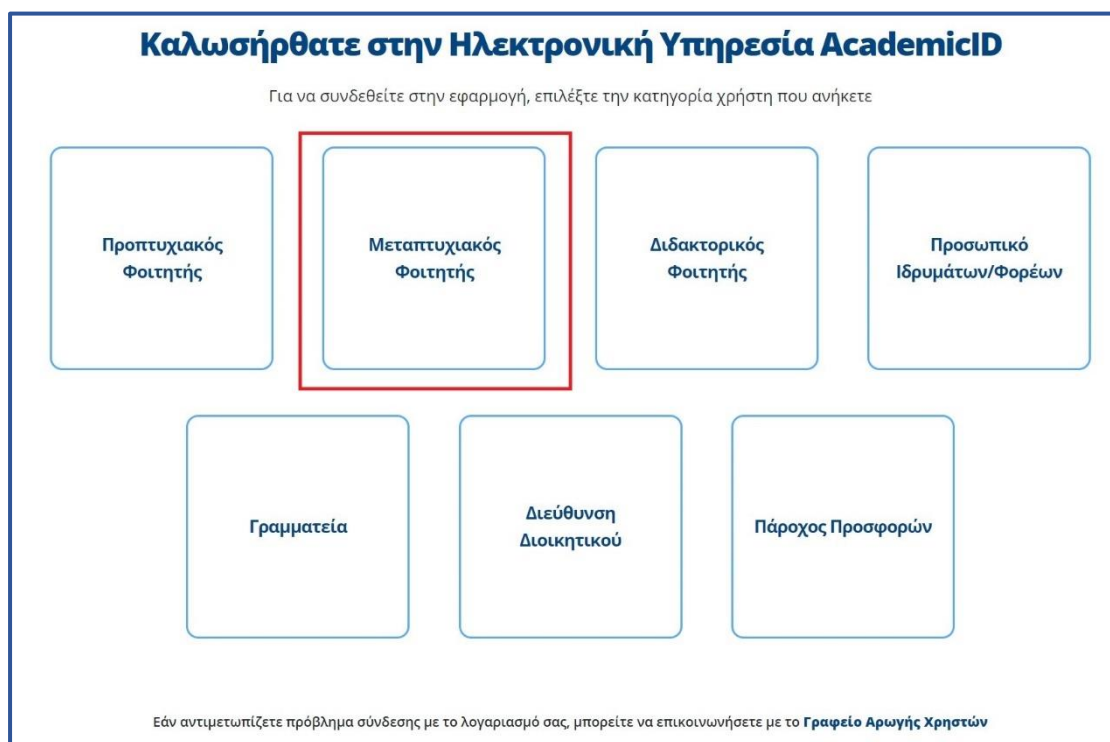 Καλωσήρθατε στην Ηλεκτρονική Υπηρεσία AcademicID
Για να συνδεθείτε στην εφαρμογή, επιλέξτε την κατηγορία χρήστη που ανήκετε
Προπτυχιακός
Φοιτητής
Μεταπτυχιακός
Φοιτητής
Διδακτορικός
Φοιτητής
Προσωπικό
Ιδρυμάτων/Φορέων
Γραμματεία
Διεύθυνση
Διοικητικού
Πάροχος Προσφορών
Εάν αντιμετωπίζετε πρόβλημα σύνδεσης με το λογαριασμό σας, μπορείτε να επικοινωνήσετε με το Γραφείο Αρωγής Χρηστών